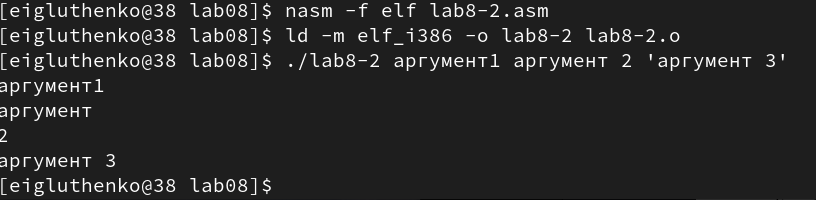 [eigluthenko@38 lab08]$ nasm -f elf lab8-2.asm
[eigluthenko@38 lab08]$ ld -m elf_i386 -o lab8-2 lab8-2.o
[eigluthenko@38 lab08]$ ./lab8-2 аргумент1 аргумент 2 'аргумент 3'
аргумент1
аргумент
2
аргумент 3
[eigluthenko@38 lab08]$